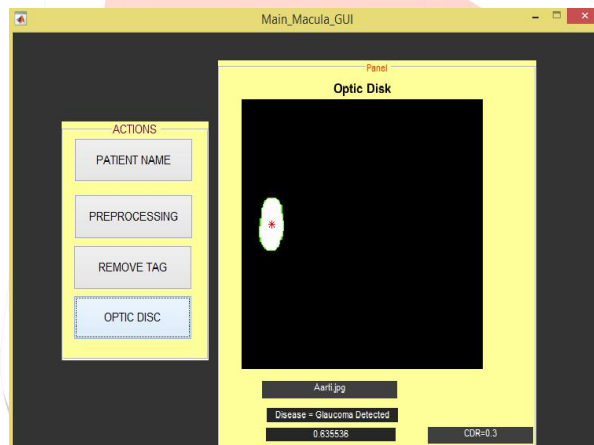 Main_Macula_GUI
ACTIONS
PATIENT NAME
PREPROCESSING
REMOVE TAG
OPTIC DISC
Panel
Optic Disk
Aarti.jpg
Disease = Glaucoma Detected
0.635536
CDR=0.3